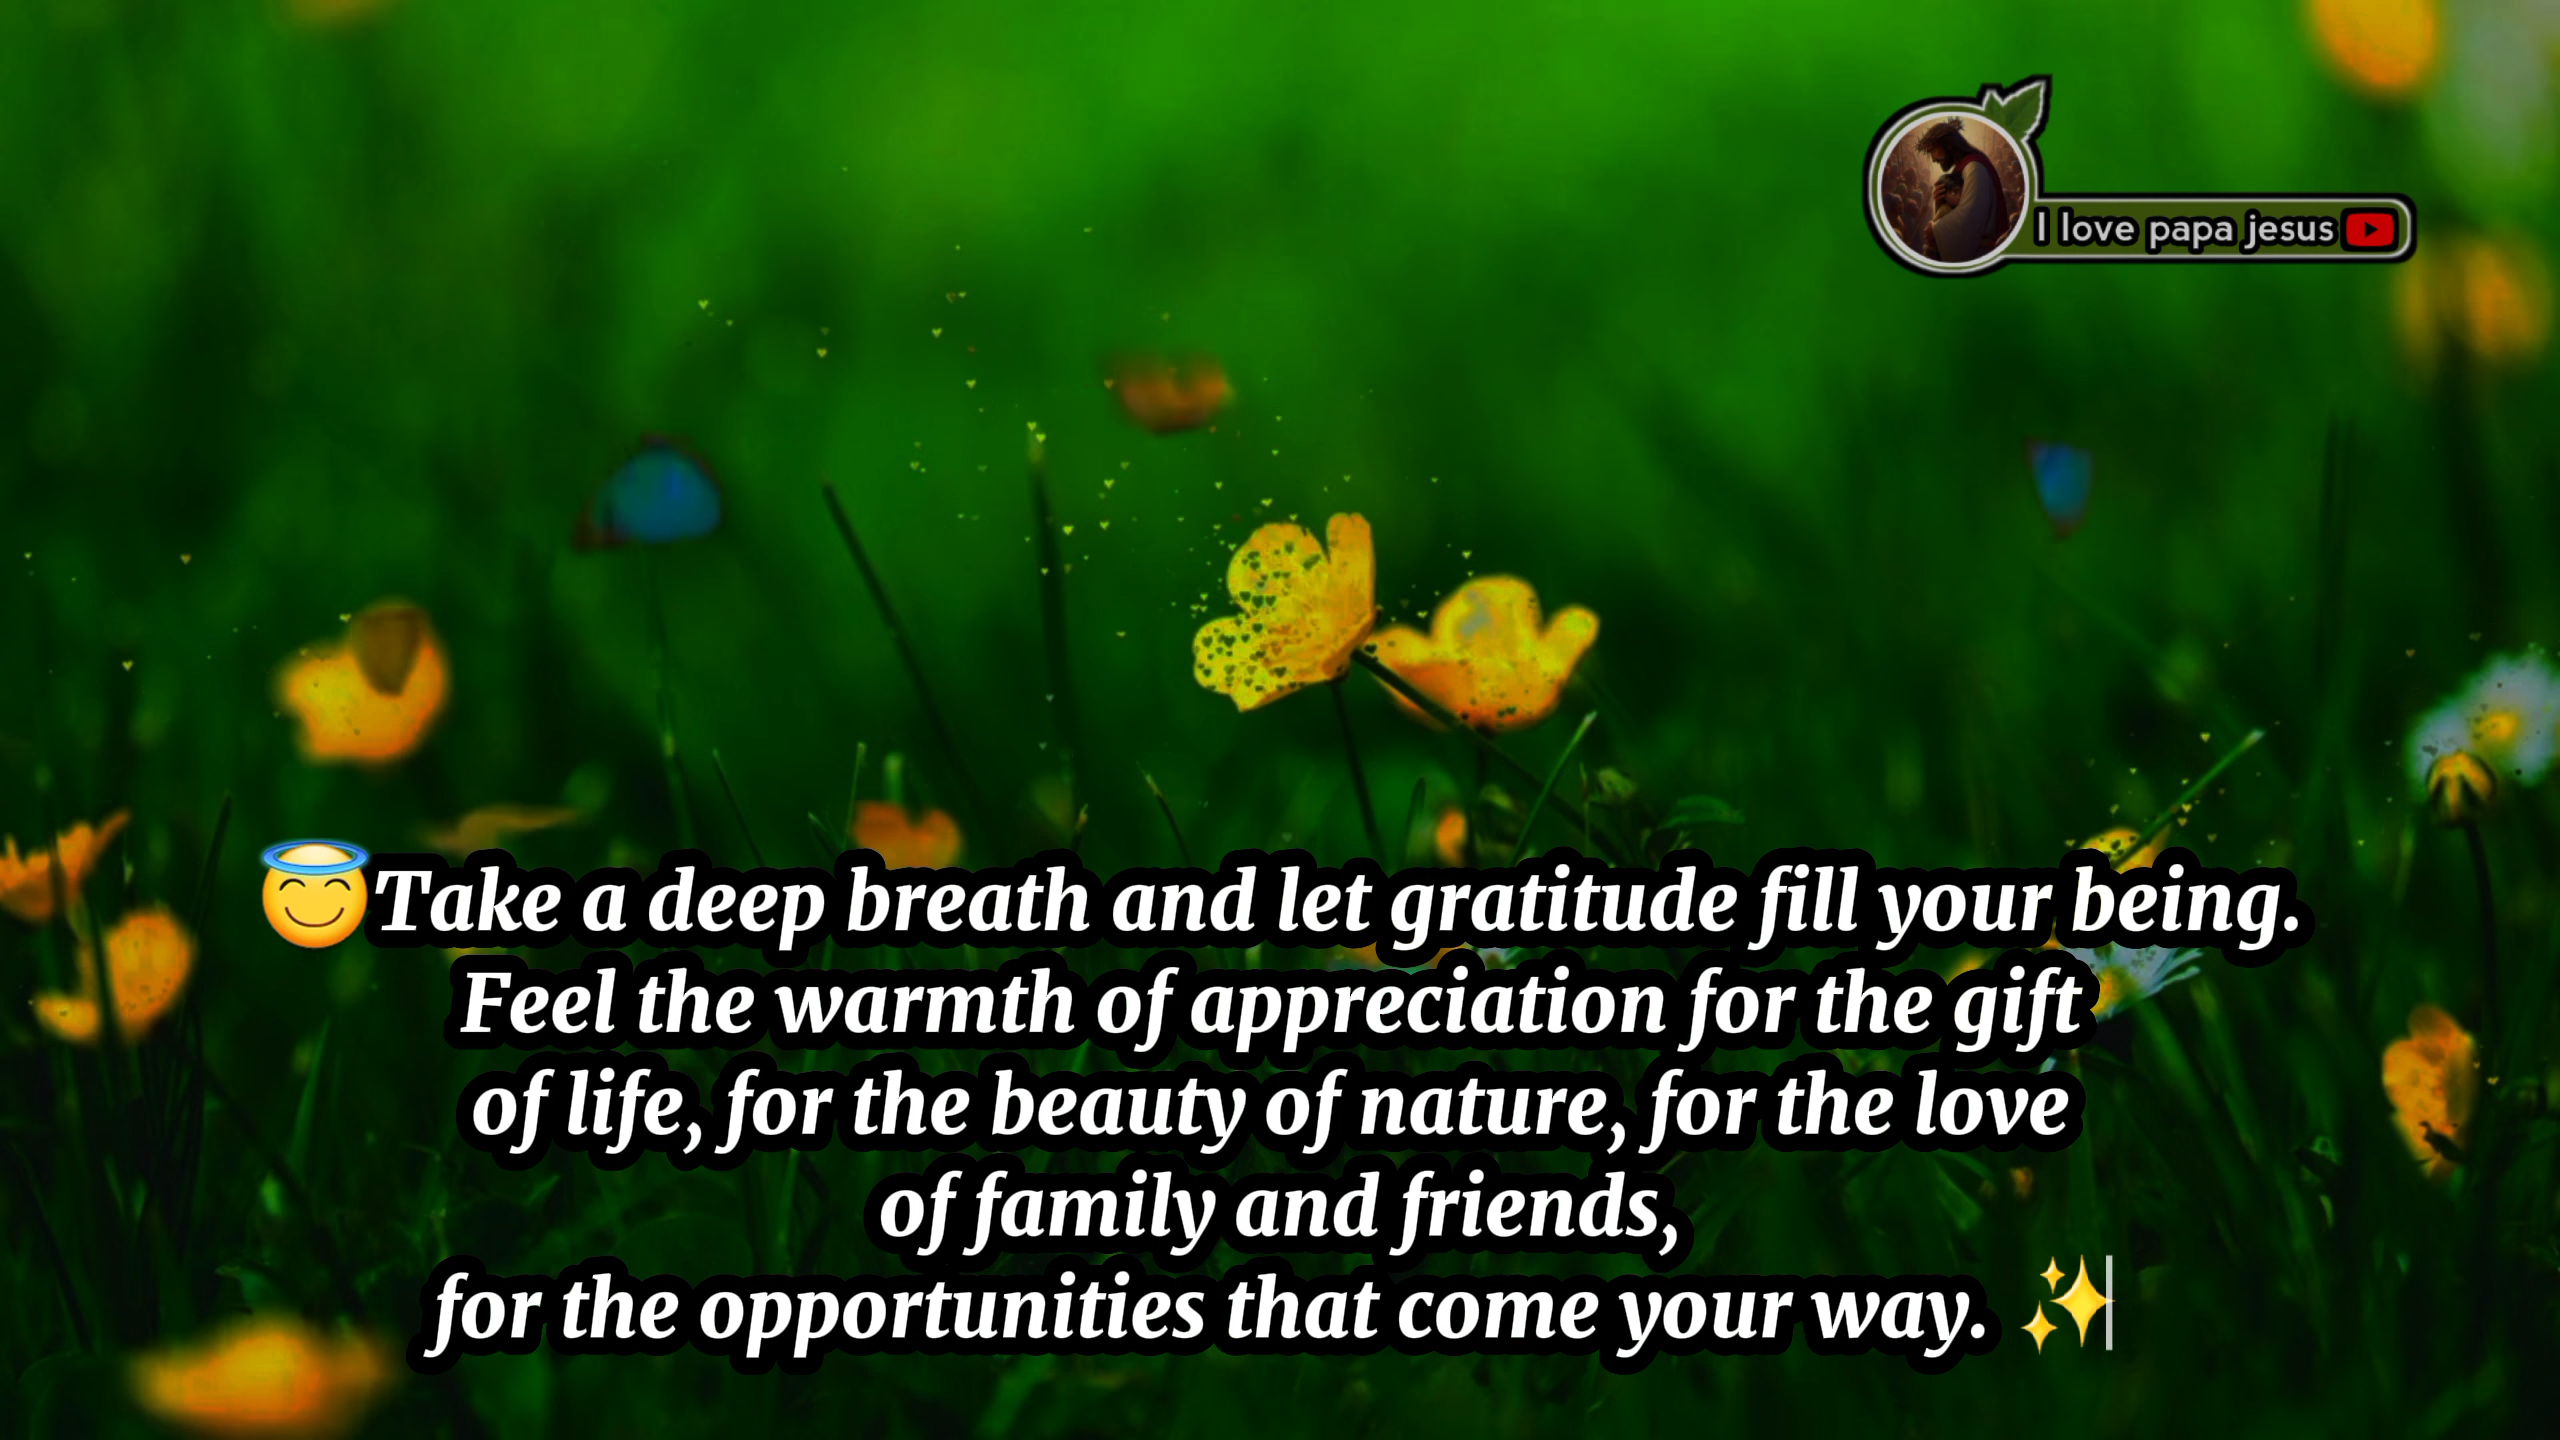 I love papa jesus
😇Take a deep breath and let gratitude fill your being.
Feel the warmth of appreciation for the gift
of life, for the beauty of nature, for the love
of family and friends,
for the opportunities that come your way. ✨